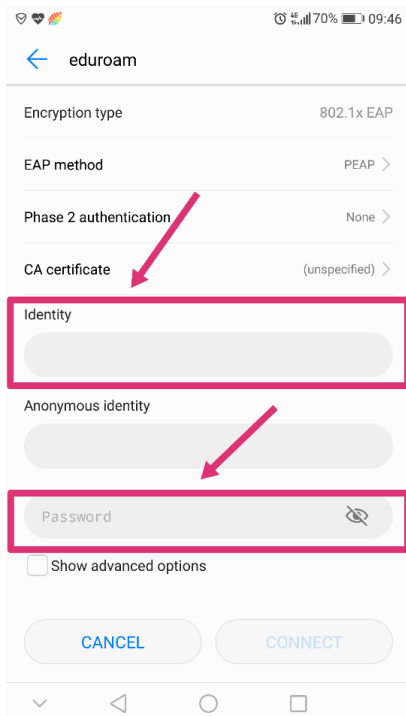 4E 70% 09:46
eduroam
Encryption type 802.1x EAP
EAP method PEAP
Phase 2 authentication None
CA certificate (unspecified)
Identity
Anonymous identity
Password
Show advanced options
CANCEL CONNECT